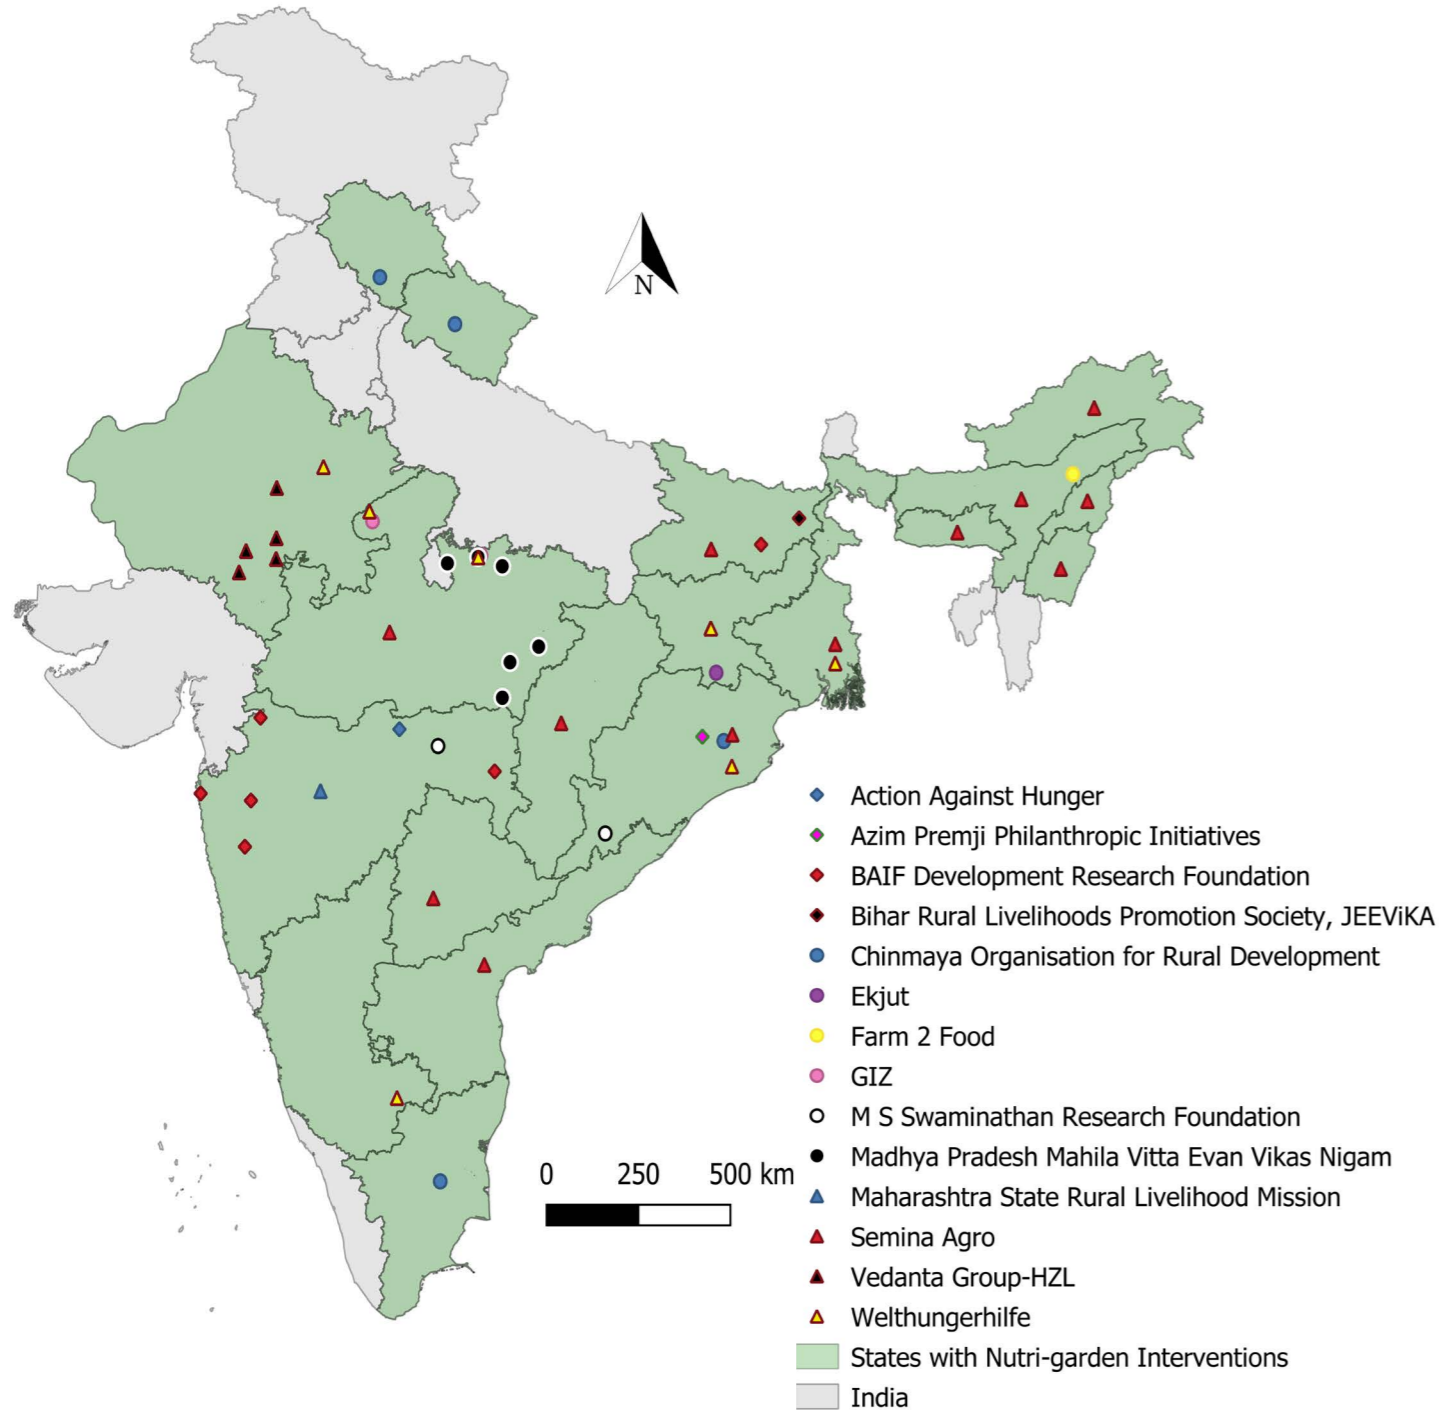 N
0 250 500 km
Action Against Hunger
Azim Premji Philanthropic Initiatives
BAIF Development Research Foundation
Bihar Rural Livelihoods Promotion Society, JEEViKA
Chinmaya Organisation for Rural Development
Ekjut
Farm 2 Food
GIZ
M S Swaminathan Research Foundation
Madhya Pradesh Mahila Vitta Evan Vikas Nigam
Maharashtra State Rural Livelihood Mission
Semina Agro
Vedanta Group-HZL
Welthungerhilfe
States with Nutri-garden Interventions
India